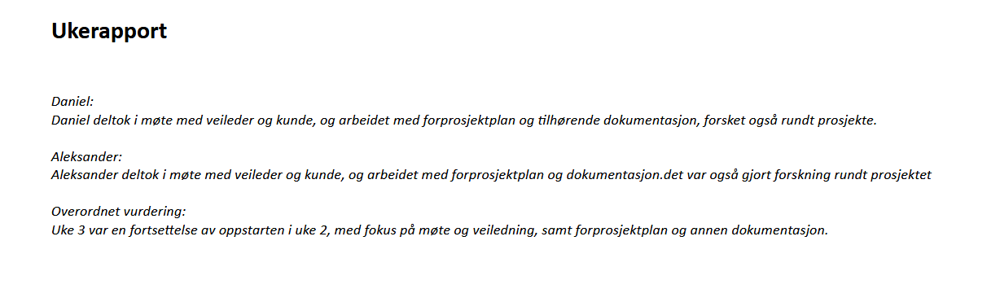 Ukerapport
Daniel:
Daniel deltok i møte med veileder og kunde, og arbeidet med forprosjektplan og tilhørende dokumentasjon, forsket også rundt prosjekte.
Aleksander:
Aleksander deltok i møte med veileder og kunde, og arbeidet med forprosjektplan og dokumentasjon.det var også gjort forskning rundt prosjektet
Overordnet vurdering:
Uke 3 var en fortsettelse av oppstarten i uke 2, med fokus på møte og veiledning, samt forprosjektplan og annen dokumentasjon.